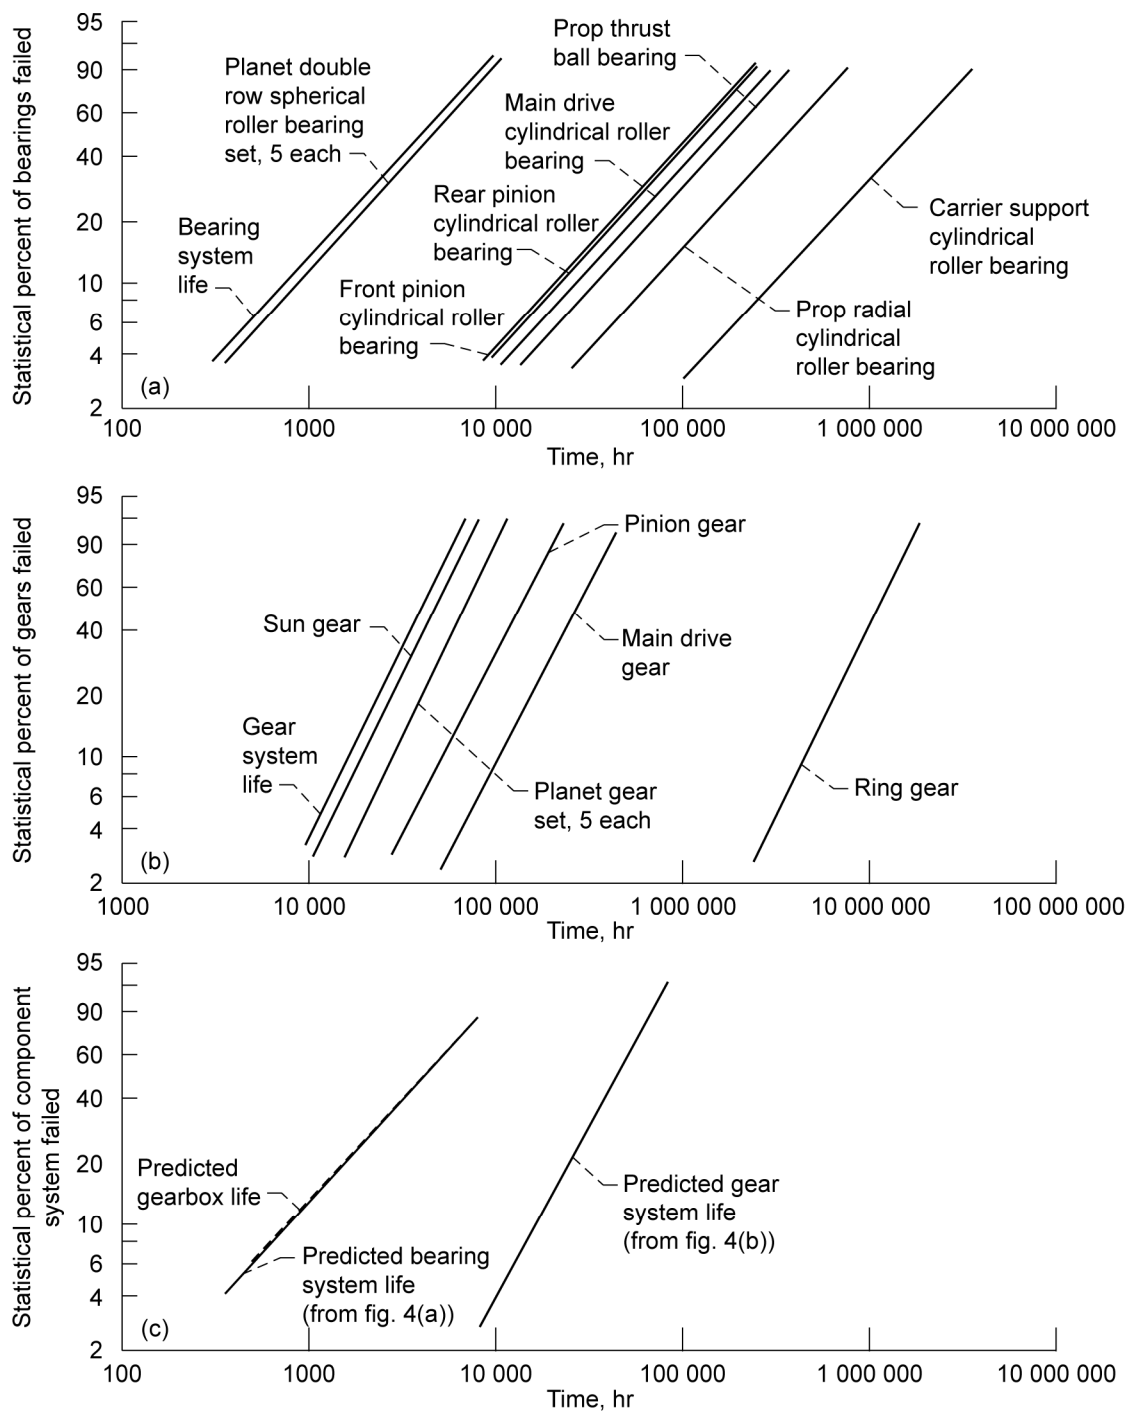 Statistical percent of bearings failed
95
90
60
40
20
10
6
4
2
Planet double
row spherical
roller bearing
set, 5 each
Bearing
system
life
Prop thrust
ball bearing
Main drive
cylindrical roller
bearing
Rear pinion
cylindrical roller
bearing
Front pinion
cylindrical roller
bearing
Carrier support
cylindrical
roller bearing
Prop radial
cylindrical
roller bearing
(a)
100 1000 10 000 100 000 1 000 000 10 000 000
Time, hr
Statistical percent of gears failed
95
90
60
40
20
10
6
4
2
Pinion gear
Sun gear
Main drive
gear
Gear
system
life
Planet gear
set, 5 each
Ring gear
(b)
1000 10 000 100 000 1 000 000 10 000 000 100 000 000
Time, hr
Statistical percent of component
system failed
95
90
60
40
20
10
6
4
2
Predicted
gearbox life
Predicted bearing
system life
(from fig. 4(a))
Predicted gear
system life
(from fig. 4(b))
(c)
100 1000 10 000 100 000 1 000 000 10 000 000
Time, hr